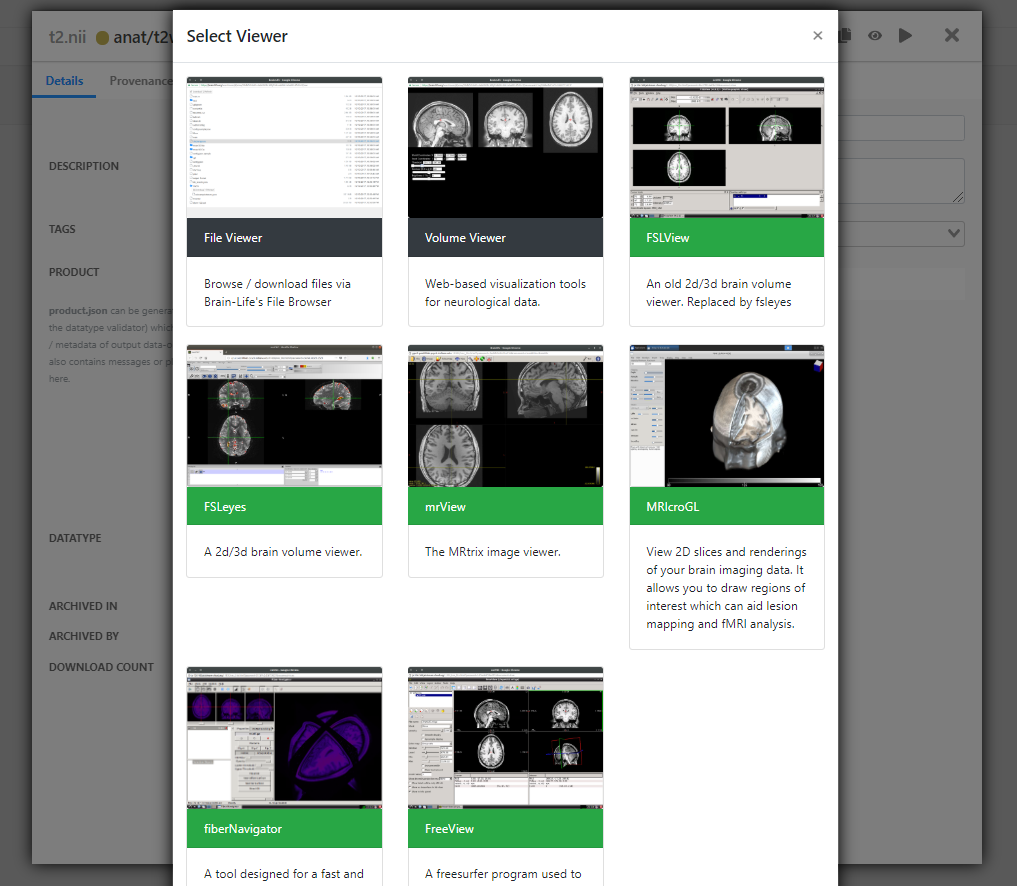 t2.nii anat/t2w
Select Viewer
×
Details Provenance
DESCRIPTION
TAGS
PRODUCT
product.json can be genera
the datatype validator) whic
/ metadata of output data-o
also contains messages or pl
here.
DATATYPE
ARCHIVED IN
ARCHIVED BY
DOWNLOAD COUNT
File Viewer
Browse / download files via
Brain-Life's File Browser
Volume Viewer
Web-based visualization tools
for neurological data.
FSLView
An old 2d/3d brain volume
viewer. Replaced by fsleyes
FSLeyes
A 2d/3d brain volume viewer.
mrView
The MRtrix image viewer.
MRIcroGL
View 2D slices and renderings
of your brain imaging data. It
allows you to draw regions of
interest which can aid lesion
mapping and fMRI analysis.
fiberNavigator
A tool designed for a fast and
FreeView
A freesurfer program used to